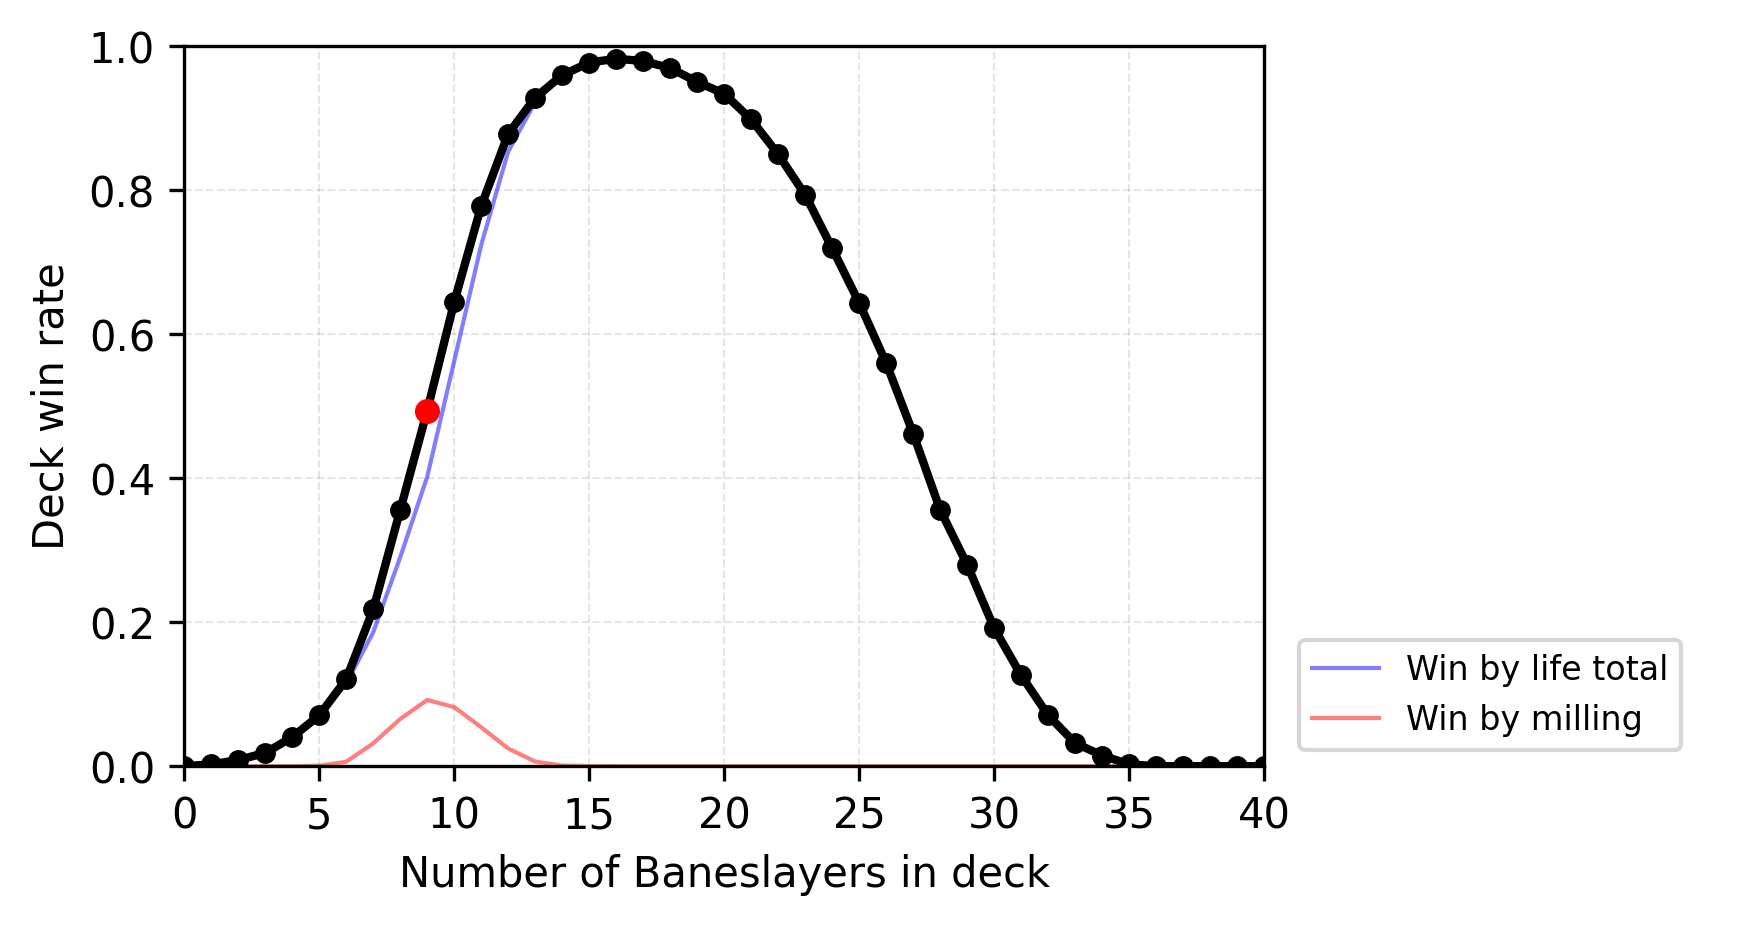 1.0
0.8
0.6
0.4
0.2
0.0
Deck win rate
0 5 10 15 20 25 30 35 40
Number of Baneslayers in deck
Win by life total
Win by milling